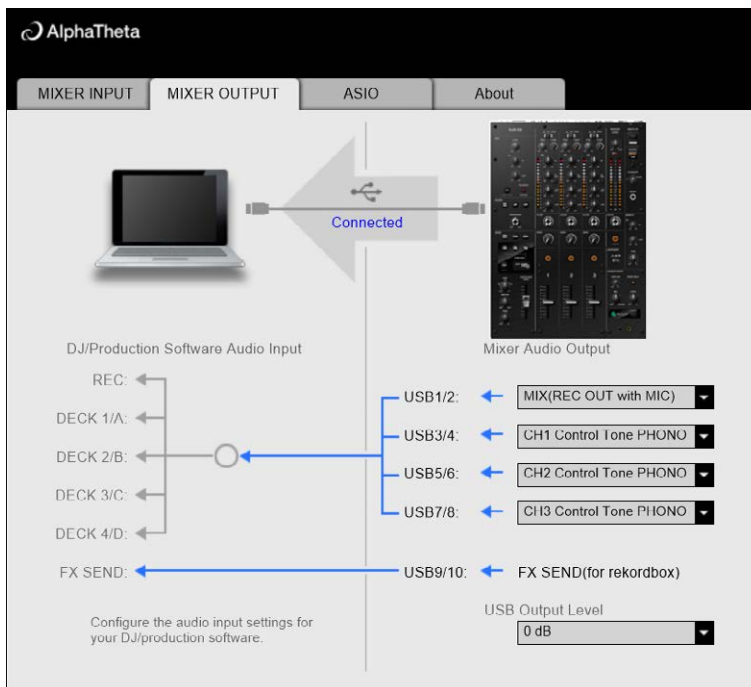 AlphaTheta
MIXER INPUT
MIXER OUTPUT
ASIO
About
Connected
DJ/Production Software Audio Input
Mixer Audio Output
REC:
DECK 1/A:
DECK 2/B:
DECK 3/C:
DECK 4/D:
FX SEND:
USB1/2:
MIX(REC OUT with MIC)
USB3/4:
CH1 Control Tone PHONO
USB5/6:
CH2 Control Tone PHONO
USB7/8:
CH3 Control Tone PHONO
USB9/10:
FX SEND(for rekordbox)
Configure the audio input settings for
your DJ/production software.
USB Output Level
0 dB